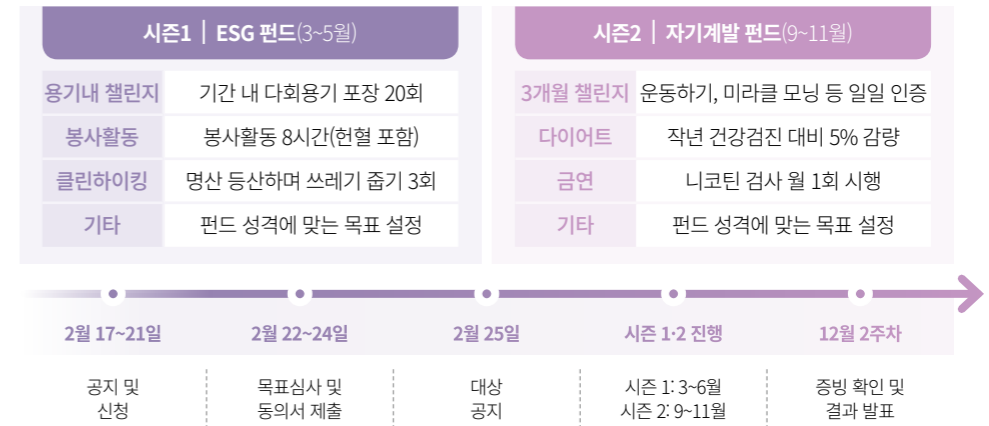 시즌1 | ESG 펀드(3~5월)
용기내 챌린지 기간 내 다회용기 포장 20회
봉사활동 봉사활동 8시간(헌혈 포함)
클린하이킹 명산 등산하며 쓰레기 줍기 3회
기타 펀드 성격에 맞는 목표 설정
시즌2 | 자기계발 펀드(9~11월)
3개월 챌린지 운동하기, 미라클 모닝 등 일일 인증
다이어트 작년 건강검진 대비 5% 감량
금연 니코틴 검사 월 1회 시행
기타 펀드 성격에 맞는 목표 설정
2월 17~21일
공지 및
신청
2월 22~24일
목표심사 및
동의서 제출
2월 25일
대상
공지
시즌 1·2 진행
시즌 1: 3~6월
시즌 2: 9~11월
12월 2주차
증빙 확인 및
결과 발표